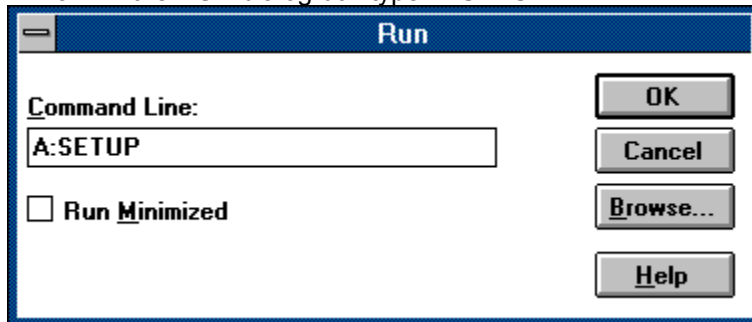 Run
Command Line:
A:SETUP
Run Minimized
OK
Cancel
Browse...
Help